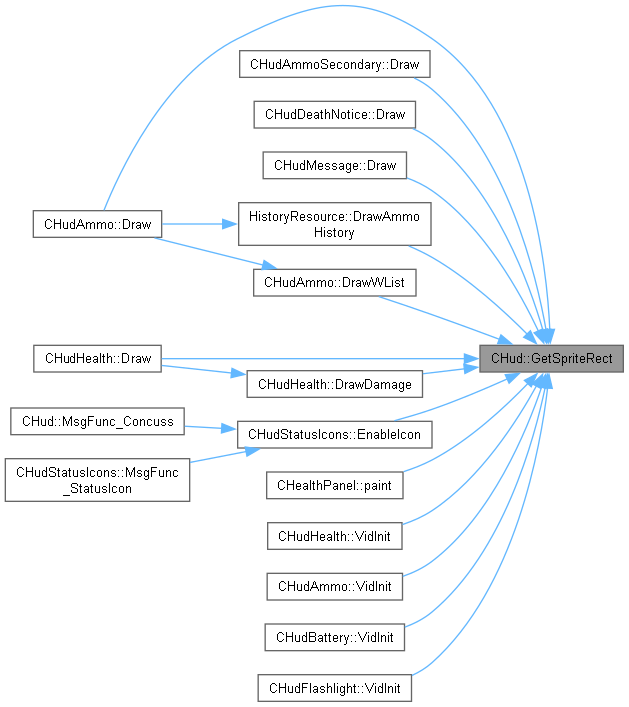 CHudAmmoSecondary::Draw
CHudDeathNotice::Draw
CHudMessage::Draw
CHudAmmo::Draw
HistoryResource::DrawAmmo
History
CHudAmmo::DrawWList
CHud::GetSpriteRect
CHudHealth::Draw
CHudHealth::DrawDamage
CHud::MsgFunc_Concuss
CHudStatusIcons::EnableIcon
CHudStatusIcons::MsgFunc
_StatusIcon
CHealthPanel::paint
CHudHealth::VidInit
CHudAmmo::VidInit
CHudBattery::VidInit
CHudFlashlight::VidInit